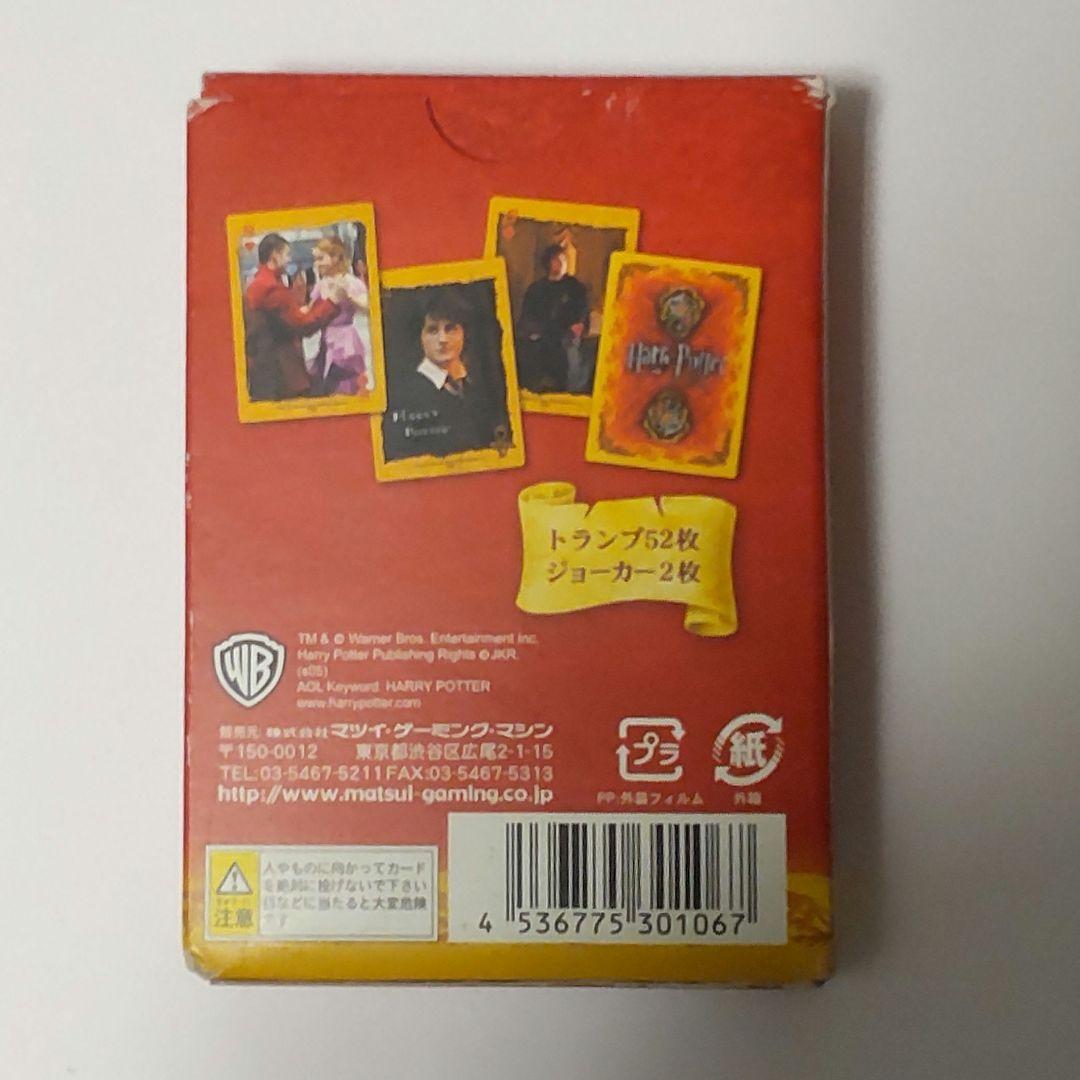 Harry Potter
Harry
Potter
トランプ52枚
ジョーカー2枚
WB
TM & © Warner Bros. Entertainment Inc.
Harry Potter Publishing Rights © JKR.
(s05)
AOL Keyword: HARRY POTTER
www.harrypotter.com
発売元: 株式会社マツイ・ゲーミング・マシン
〒150-0012 東京都渋谷区広尾2-1-15
TEL:03-5467-5211 FAX:03-5467-5313
http://www.matsui-gaming.co.jp
プラ
紙
PP:外装フィルム
外箱
注意
人やものに向かってカード
を絶対に投げないで下さい
目などに当たると大変危険
です
4 536775 301067